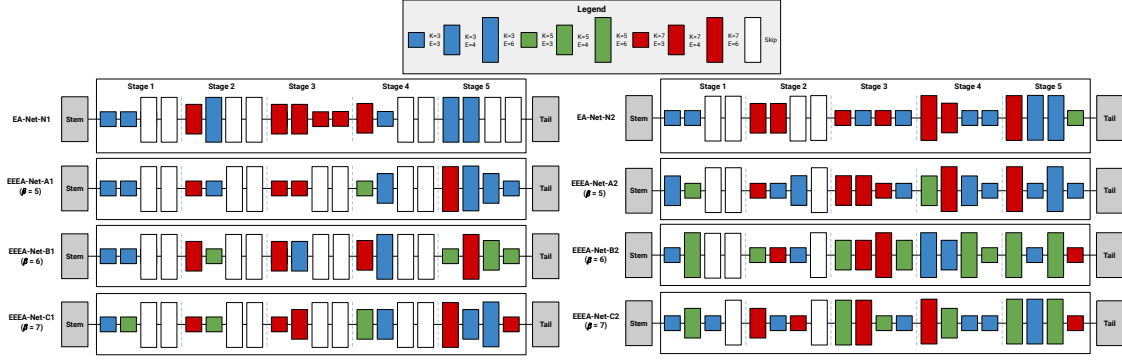 Legend
K=3 K=3 K=3 K=5 K=5 K=5 K=7 K=7 K=7
E=3 E=4 E=6 E=3 E=4 E=6 E=3 E=4 E=6
Skip
Stage 1 Stage 2 Stage 3 Stage 4 Stage 5
EA-Net-N1 Stem Tail
EEEA-Net-A1
(β = 5) Stem Tail
EEEA-Net-B1
(β = 6) Stem Tail
EEEA-Net-C1
(β = 7) Stem Tail
Stage 1 Stage 2 Stage 3 Stage 4 Stage 5
EA-Net-N2 Stem Tail
EEEA-Net-A2
(β = 5) Stem Tail
EEEA-Net-B2
(β = 6) Stem Tail
EEEA-Net-C2
(β = 7) Stem Tail